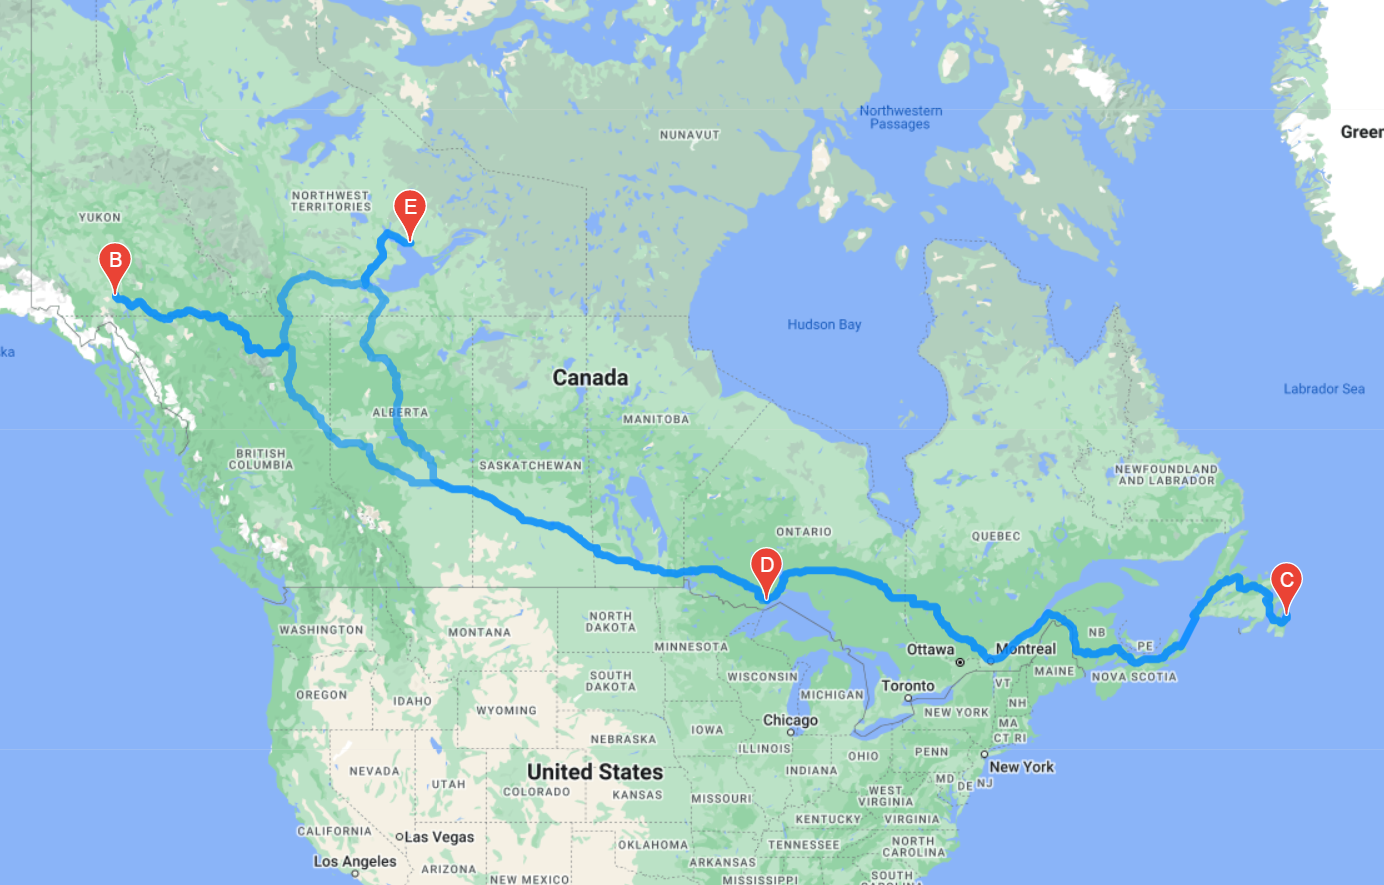 Northwestern
Passages
NUNAVUT
Green
NORTHWEST
TERRITORIES
E
YUKON
B
Hudson Bay
ka
Canada
Labrador Sea
ALBERTA
MANITOBA
BRITISH
COLUMBIA
SASKATCHEWAN
NEWFOUNDLAND
AND LABRADOR
ONTARIO
QUEBEC
D
C
NORTH
DAKOTA
WASHINGTON
MONTANA
MINNESOTA
NB
Ottawa
Montreal
PE
MAINE
NOVA SCOTIA
SOUTH
DAKOTA
WISCONSIN
VT
Toronto
OREGON
IDAHO
MICHIGAN
NH
WYOMING
NEW YORK
Chicago
MA
IOWA
CT RI
NEBRASKA
ILLINOIS
OHIO
PENN
NEVADA
United States
INDIANA
New York
UTAH
MD
DE
NJ
COLORADO
KANSAS
MISSOURI
WEST
VIRGINIA
KENTUCKY
VIRGINIA
CALIFORNIA
Las Vegas
OKLAHOMA
TENNESSEE
NORTH
CAROLINA
Los Angeles
ARKANSAS
ARIZONA
NEW MEXICO
MISSISSIPPI
SOUTH